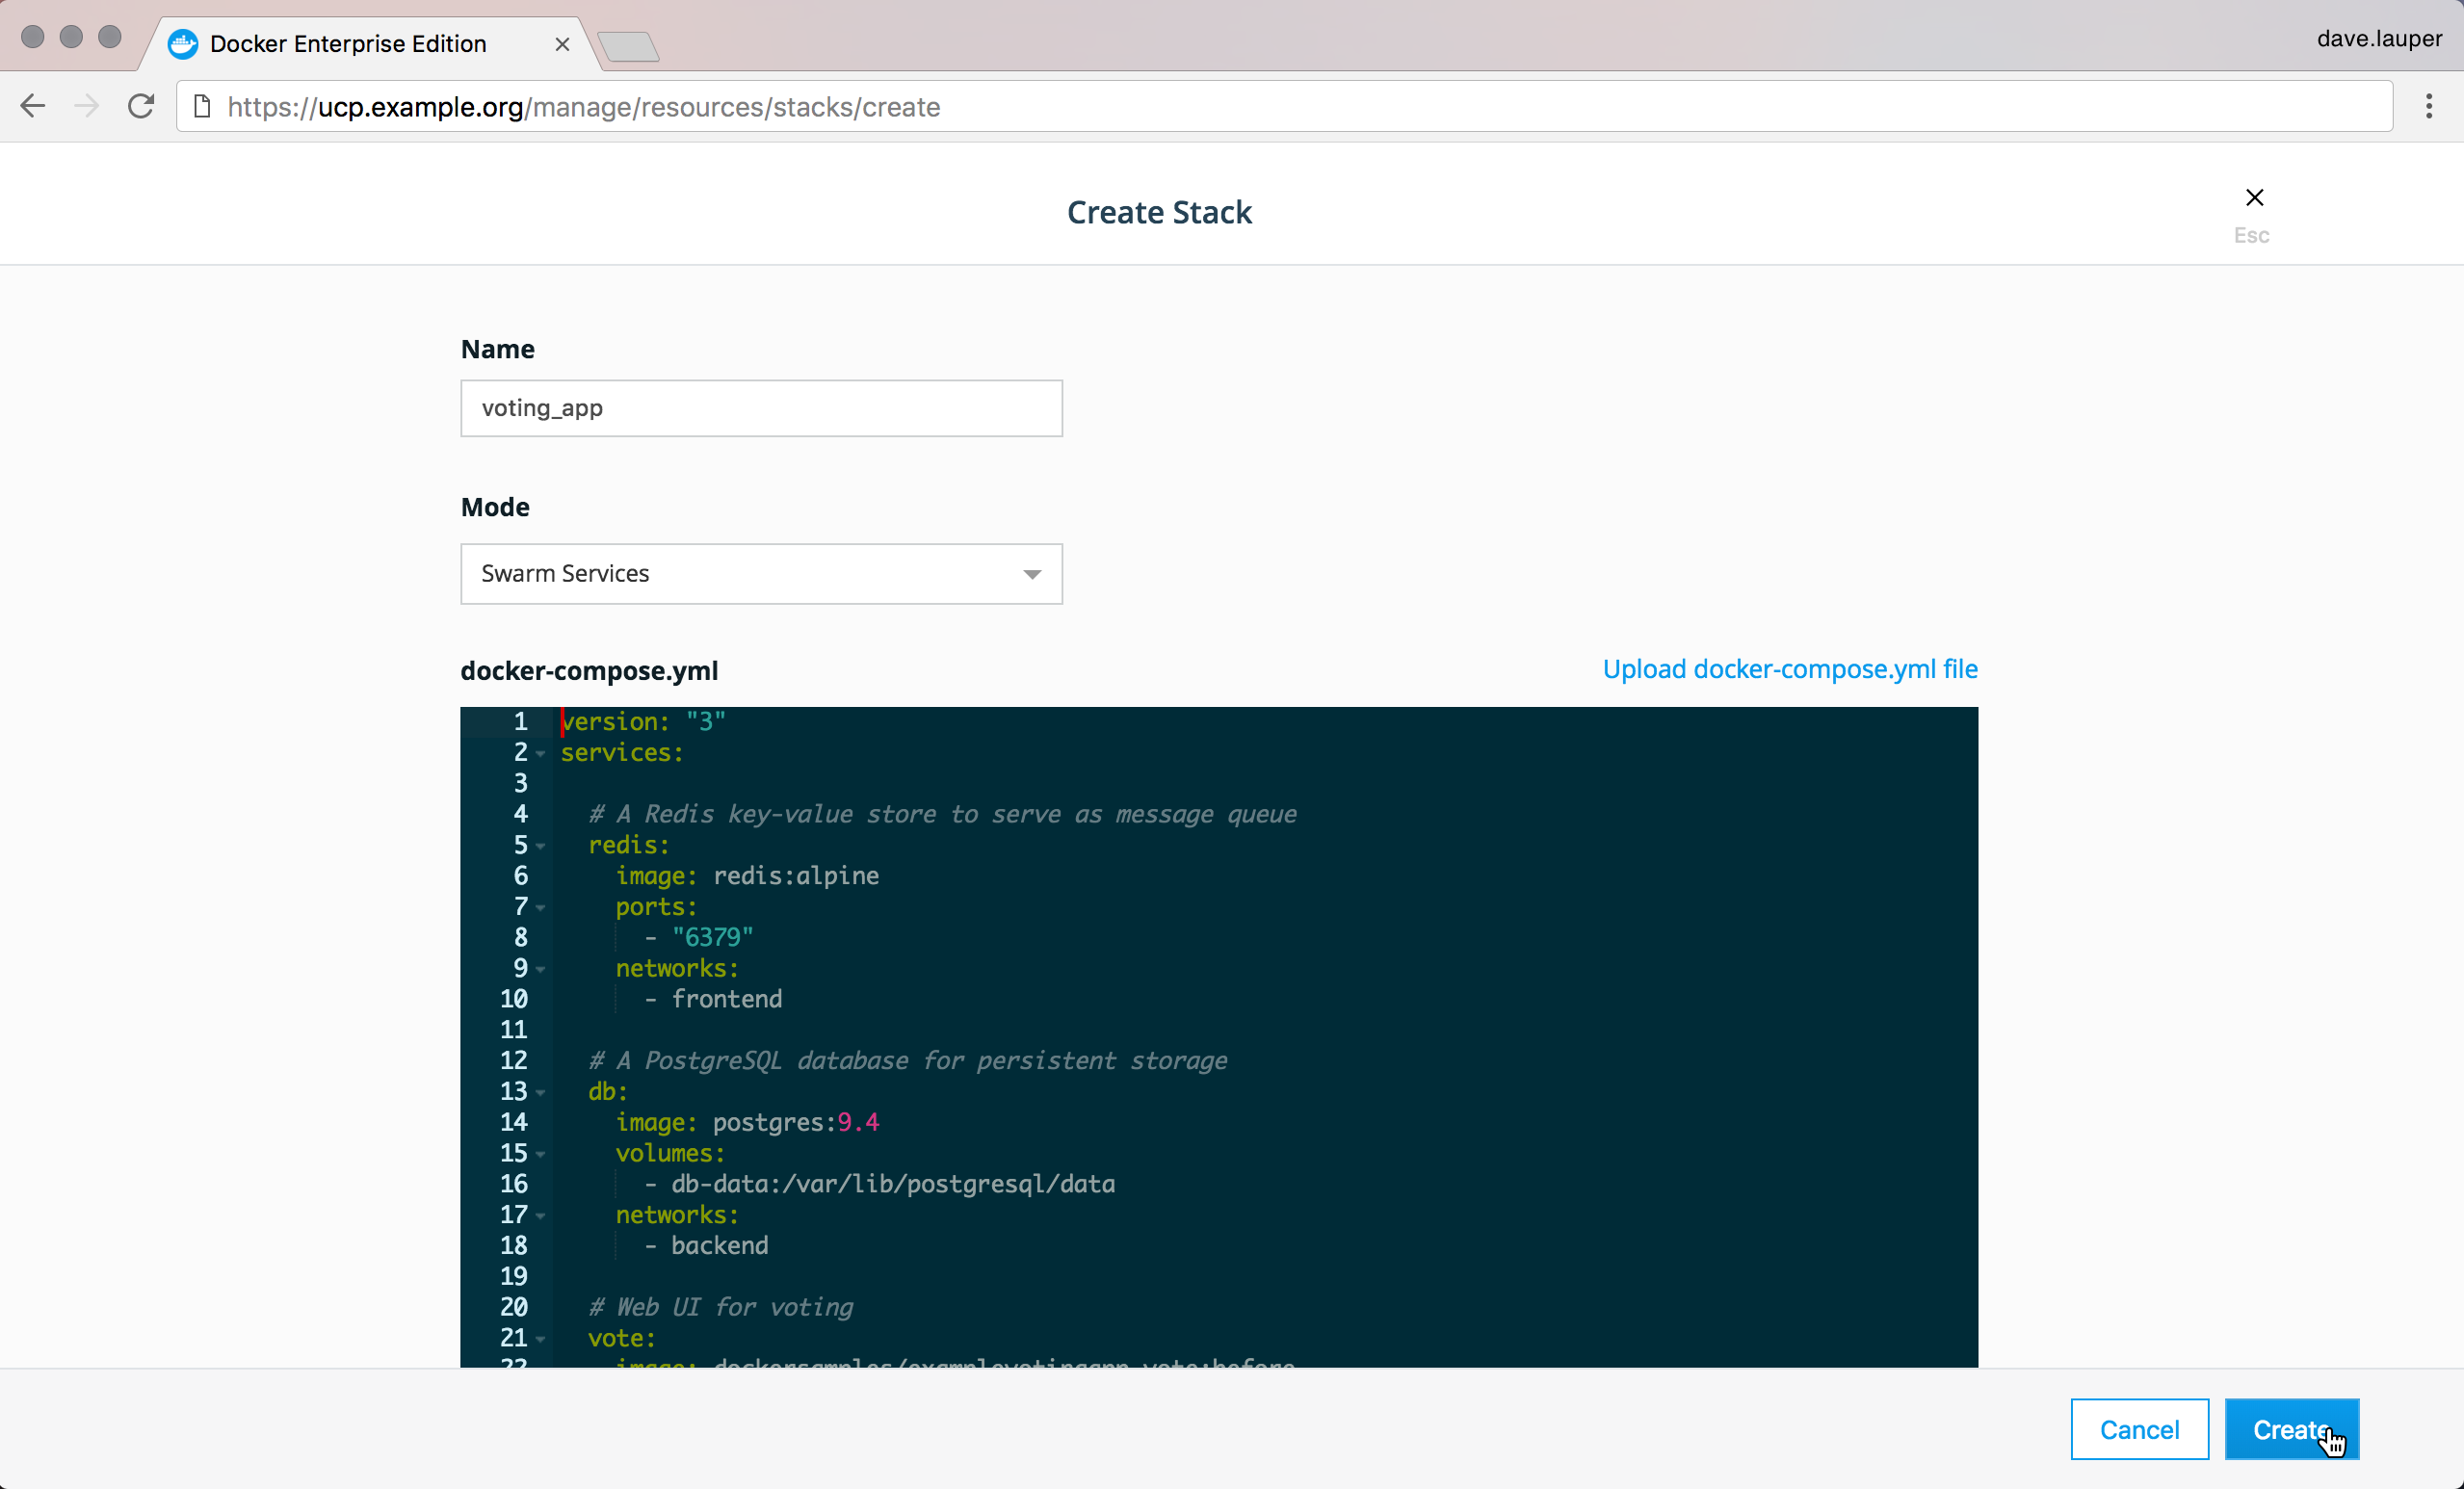 Docker Enterprise Edition
dave.lauper
https://ucp.example.org/manage/resources/stacks/create
Create Stack
Esc
Name
voting_app
Mode
Swarm Services
docker-compose.yml
Upload docker-compose.yml file
1 version: "3"
2 services:
3
4 # A Redis key-value store to serve as message queue
5 redis:
6 image: redis:alpine
7 ports:
8 - "6379"
9 networks:
10 - frontend
11
12 # A PostgreSQL database for persistent storage
13 db:
14 image: postgres:9.4
15 volumes:
16 - db-data:/var/lib/postgresql/data
17 networks:
18 - backend
19
20 # Web UI for voting
21 vote:
22 image: dockersamples/examplevotingapp_vote:before
Cancel
Create